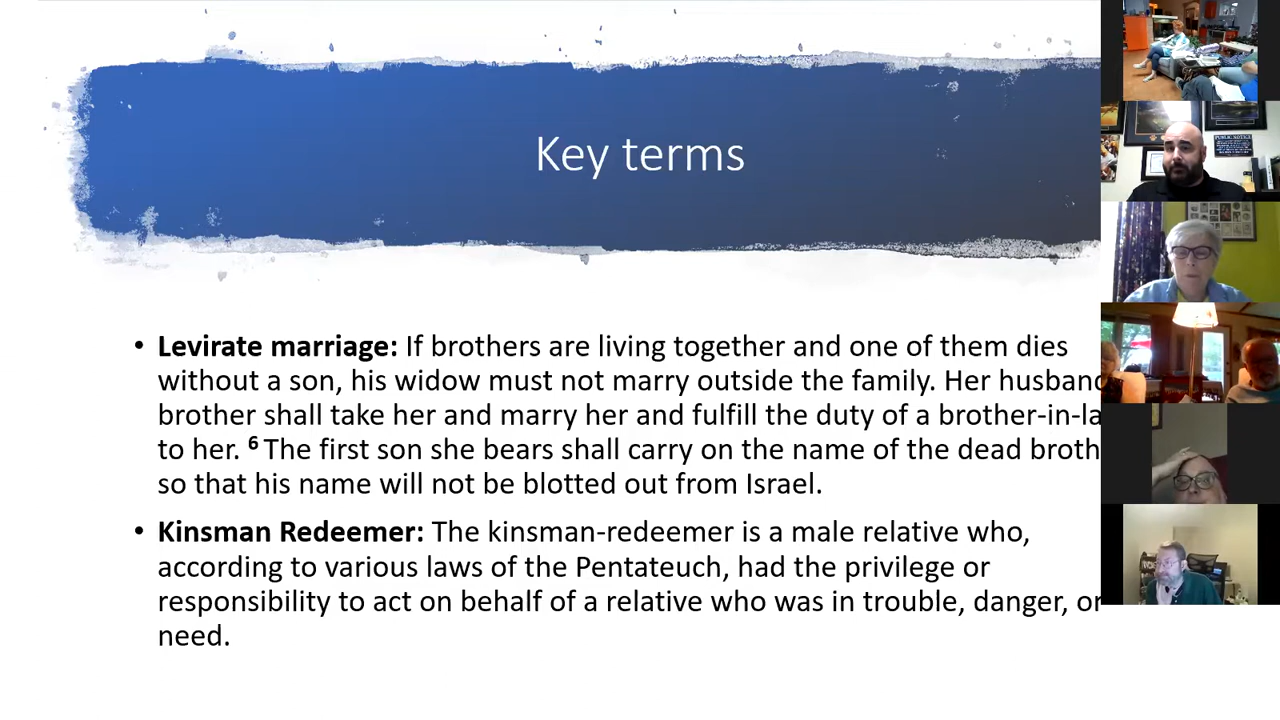 Key terms
• Levirate marriage: If brothers are living together and one of them dies
without a son, his widow must not marry outside the family. Her husban
brother shall take her and marry her and fulfill the duty of a brother-in-la
to her. ⁶ The first son she bears shall carry on the name of the dead broth
so that his name will not be blotted out from Israel.
• Kinsman Redeemer: The kinsman-redeemer is a male relative who,
according to various laws of the Pentateuch, had the privilege or
responsibility to act on behalf of a relative who was in trouble, danger, or
need.
PUBLIC NOTICE